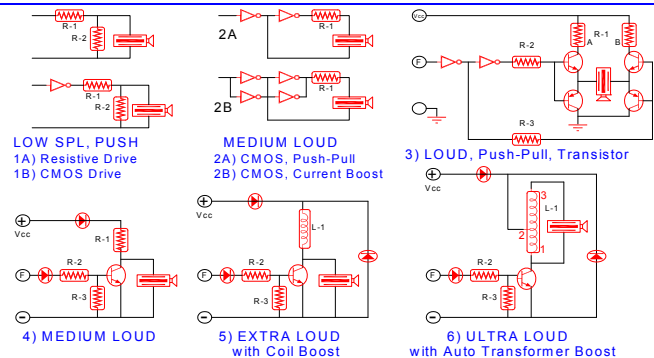 R-1
R-2
R-1
R-2
LOW SPL, PUSH
1A) Resistive Drive
1B) CMOS Drive
2A
R-1
2B
R-1
MEDIUM LOUD
2A) CMOS, Push-Pull
2B) CMOS, Current Boost
Vcc
R-1
A
B
F
R-2
R-3
3) LOUD, Push-Pull, Transistor
+
Vcc
R-1
F
R-2
R-3
−
4) MEDIUM LOUD
+
Vcc
L-1
F
R-2
R-3
−
5) EXTRA LOUD
with Coil Boost
+
Vcc
3
L-1
2
1
F
R-2
R-3
−
6) ULTRA LOUD
with Auto Transformer Boost